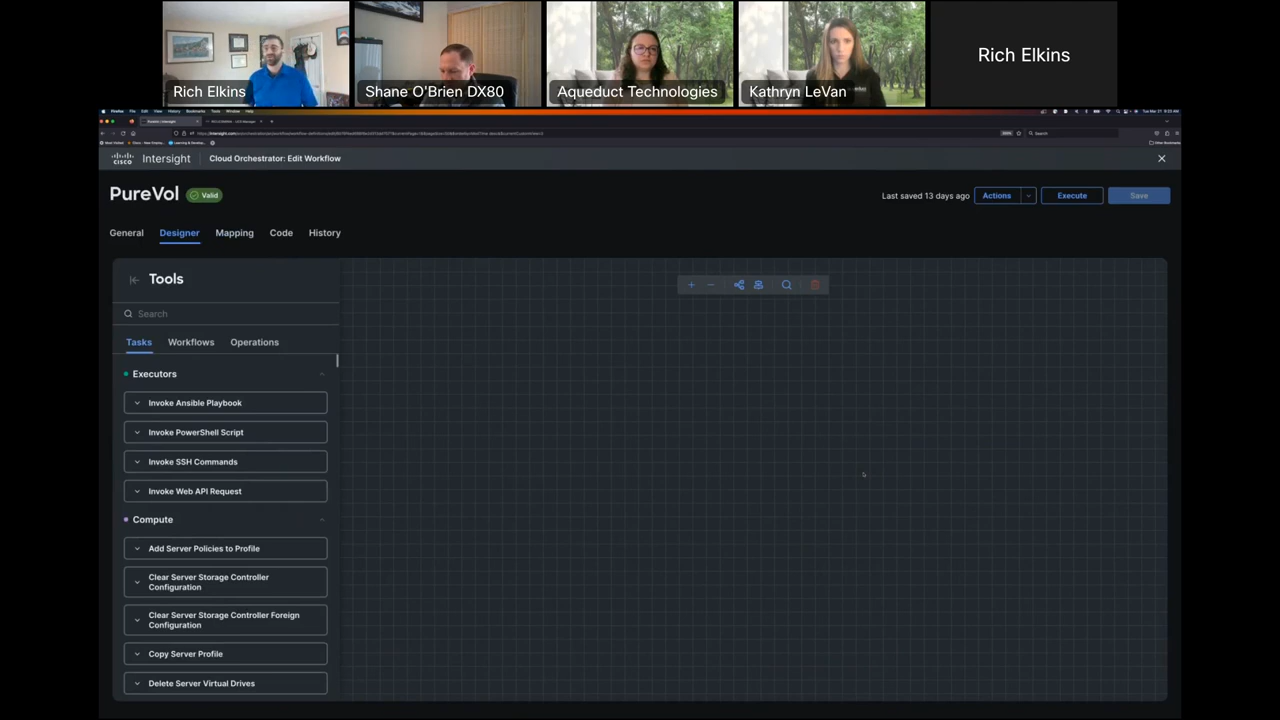 Rich Elkins
Rich Elkins
Shane O'Brien DX80
Aqueduct Technologies
Kathryn LeVan
CISCO Intersight Cloud Orchestrator: Edit Workflow
PureVol Valid
Last saved 13 days ago Actions Execute Save
General Designer Mapping Code History
Tools
Search
Tasks Workflows Operations
Executors
Invoke Ansible Playbook
Invoke PowerShell Script
Invoke SSH Commands
Invoke Web API Request
Compute
Add Server Policies to Profile
Clear Server Storage Controller
Configuration
Clear Server Storage Controller Foreign
Configuration
Copy Server Profile
Delete Server Virtual Drives